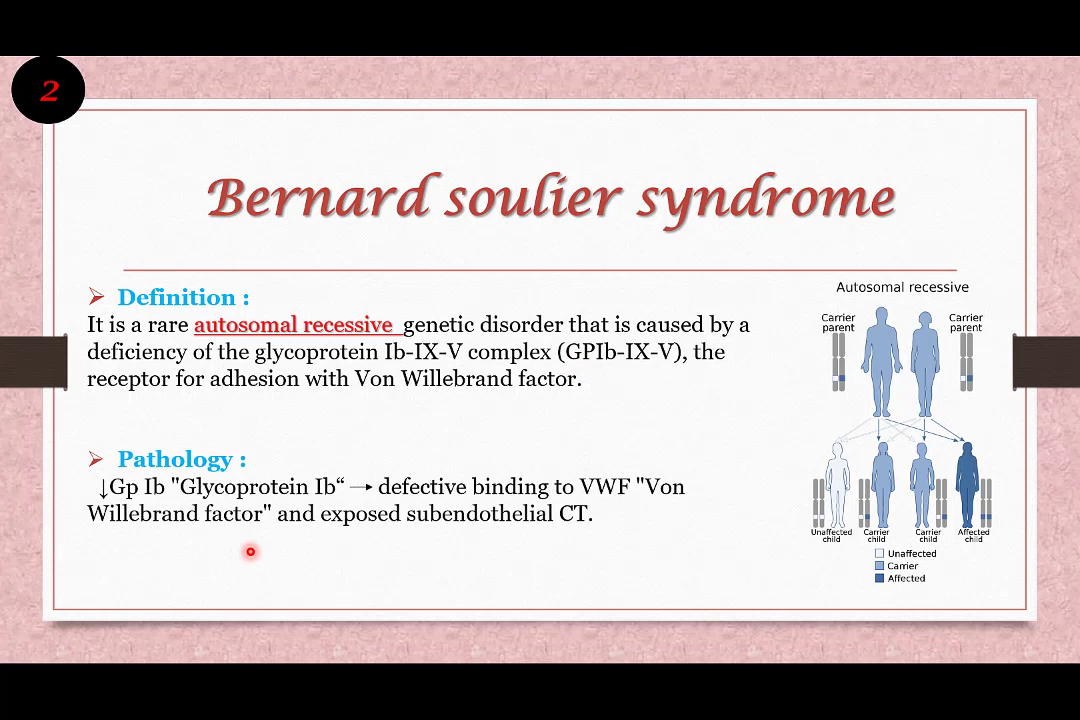 2
Bernard soulier syndrome
➢ Definition :
It is a rare autosomal recessive genetic disorder that is caused by a
deficiency of the glycoprotein Ib-IX-V complex (GPIb-IX-V), the
receptor for adhesion with Von Willebrand factor.
➢ Pathology :
↓Gp Ib "Glycoprotein Ib“ → defective binding to VWF "Von
Willebrand factor" and exposed subendothelial CT.
Autosomal recessive
Carrier parent
Carrier parent
Unaffected child
Carrier child
Carrier child
Affected child
Unaffected
Carrier
Affected